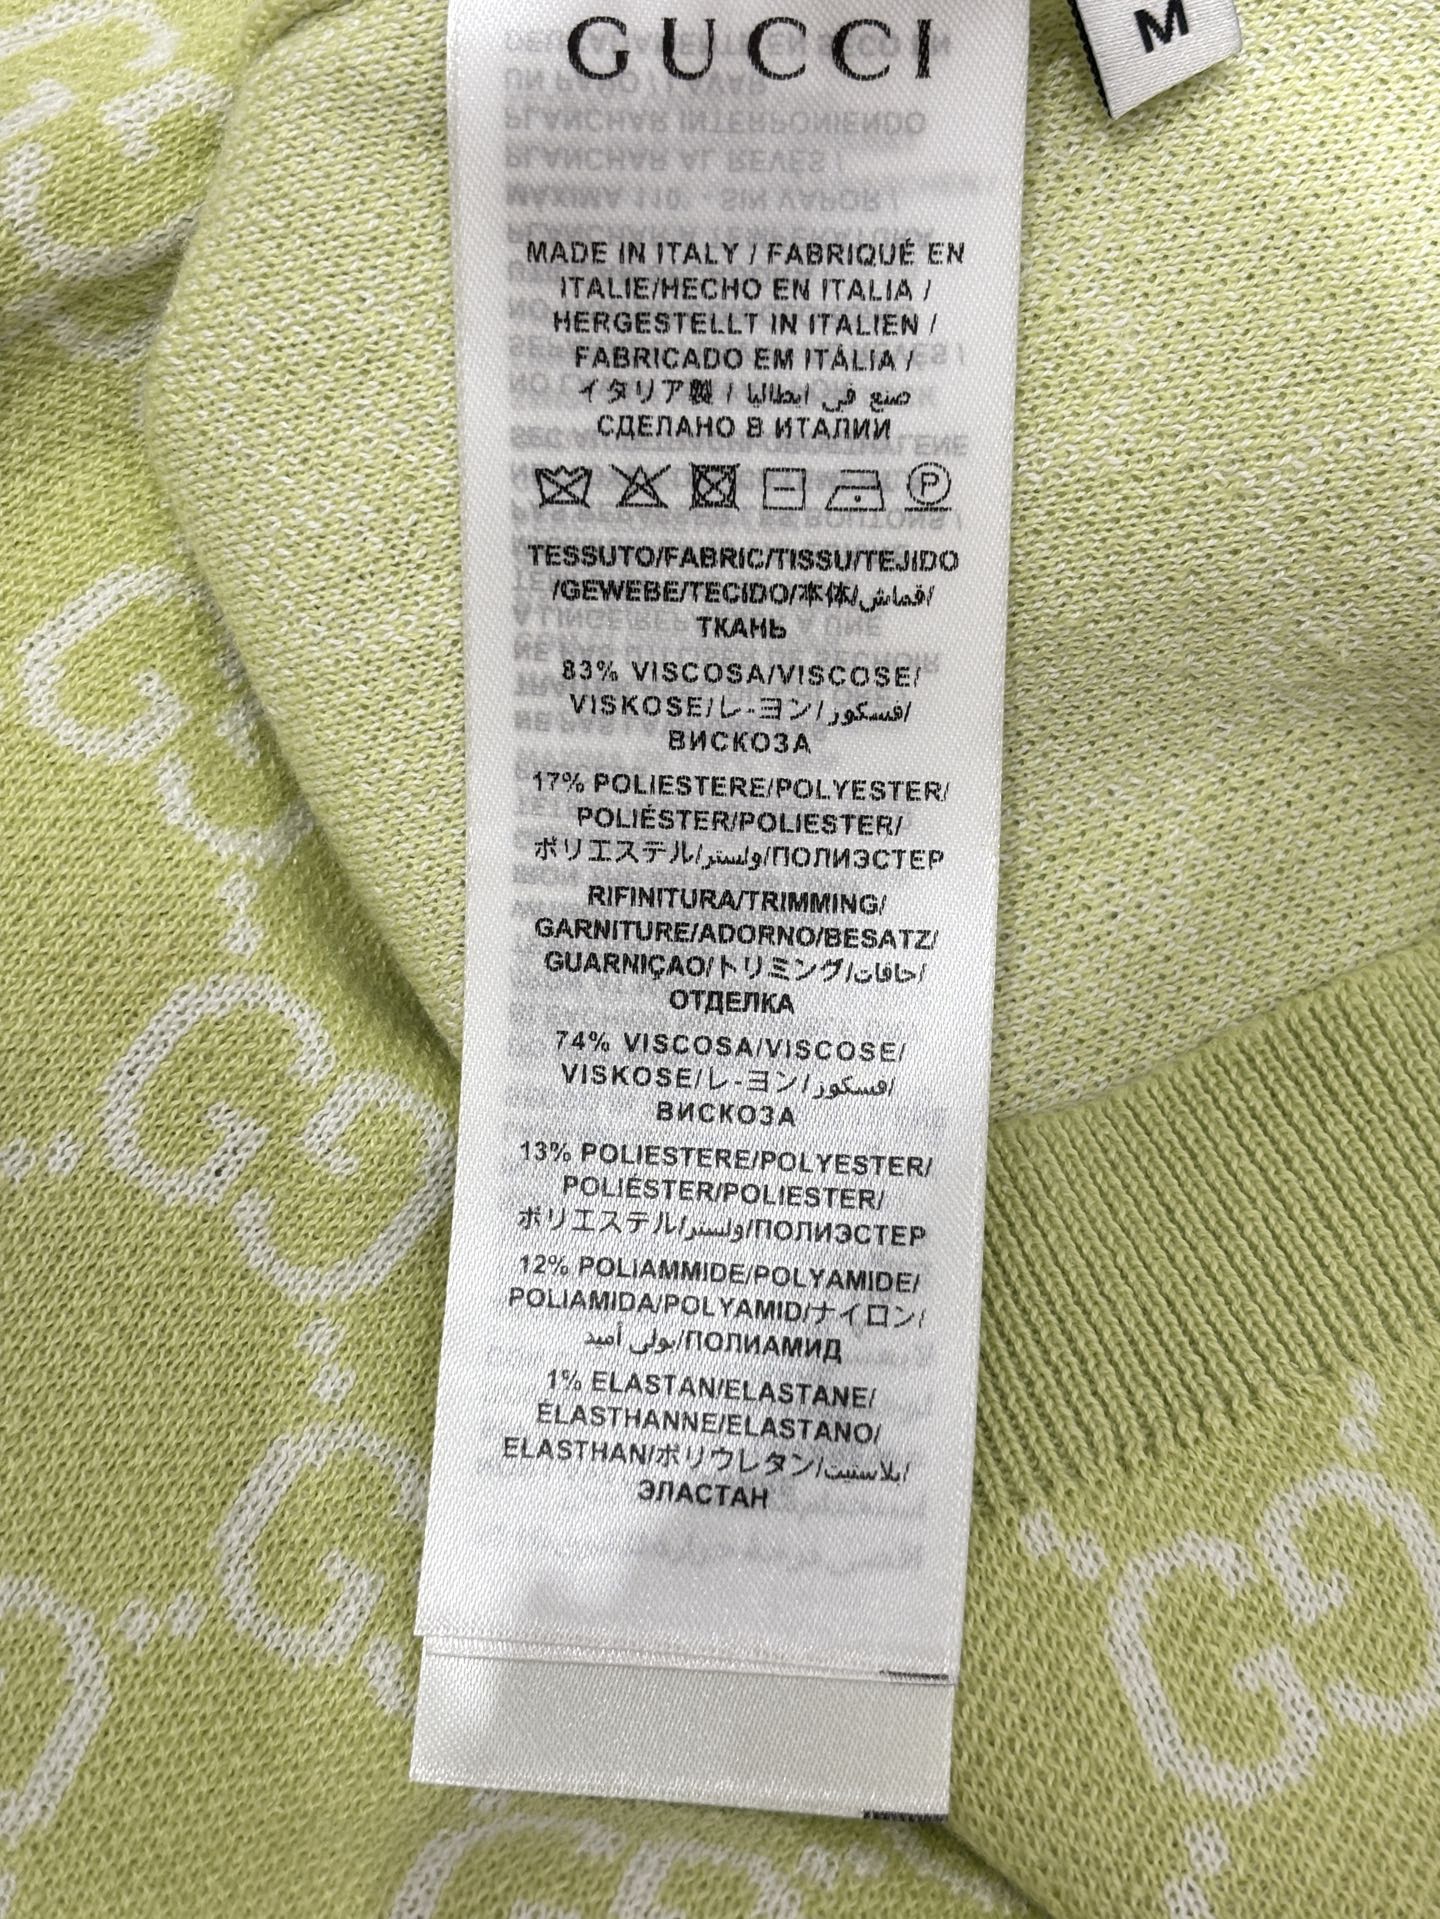 GUCCI
M
MADE IN ITALY / FABRIQUÉ EN
ITALIE/HECHO EN ITALIA /
HERGESTELLT IN ITALIEN /
FABRICADO EM ITÁLIA /
イタリア製 / صنع في ايطاليا
СДЕЛАНО В ИТАЛИИ
P
TESSUTO/FABRIC/TISSU/TEJIDO
/GEWEBE/TECIDO/本体/قماش/
ТКАНЬ
83% VISCOSA/VISCOSE/
VISKOSE/レ-ヨン/فسكوز/
ВИСКОЗА
17% POLIESTERE/POLYESTER/
POLIÉSTER/POLIESTER/
ポリエステル/ولستر/ПОЛИЭСТЕР
RIFINITURA/TRIMMING/
GARNITURE/ADORNO/BESATZ/
GUARNIÇAO/トリミング/حافات/
ОТДЕЛКА
74% VISCOSA/VISCOSE/
VISKOSE/レ-ヨン/فسكوز/
ВИСКОЗА
13% POLIESTERE/POLYESTER/
POLIÉSTER/POLIESTER/
ポリエステル/ولستر/ПОЛИЭСТЕР
12% POLIAMMIDE/POLYAMIDE/
POLIAMIDA/POLYAMID/ナイロン/
بولي أميد/ПОЛИАМИД
1% ELASTAN/ELASTANE/
ÉLASTHANNE/ELASTANO/
ELASTHAN/ポリウレタン/ايلاستيت/
ЭЛАСТАН